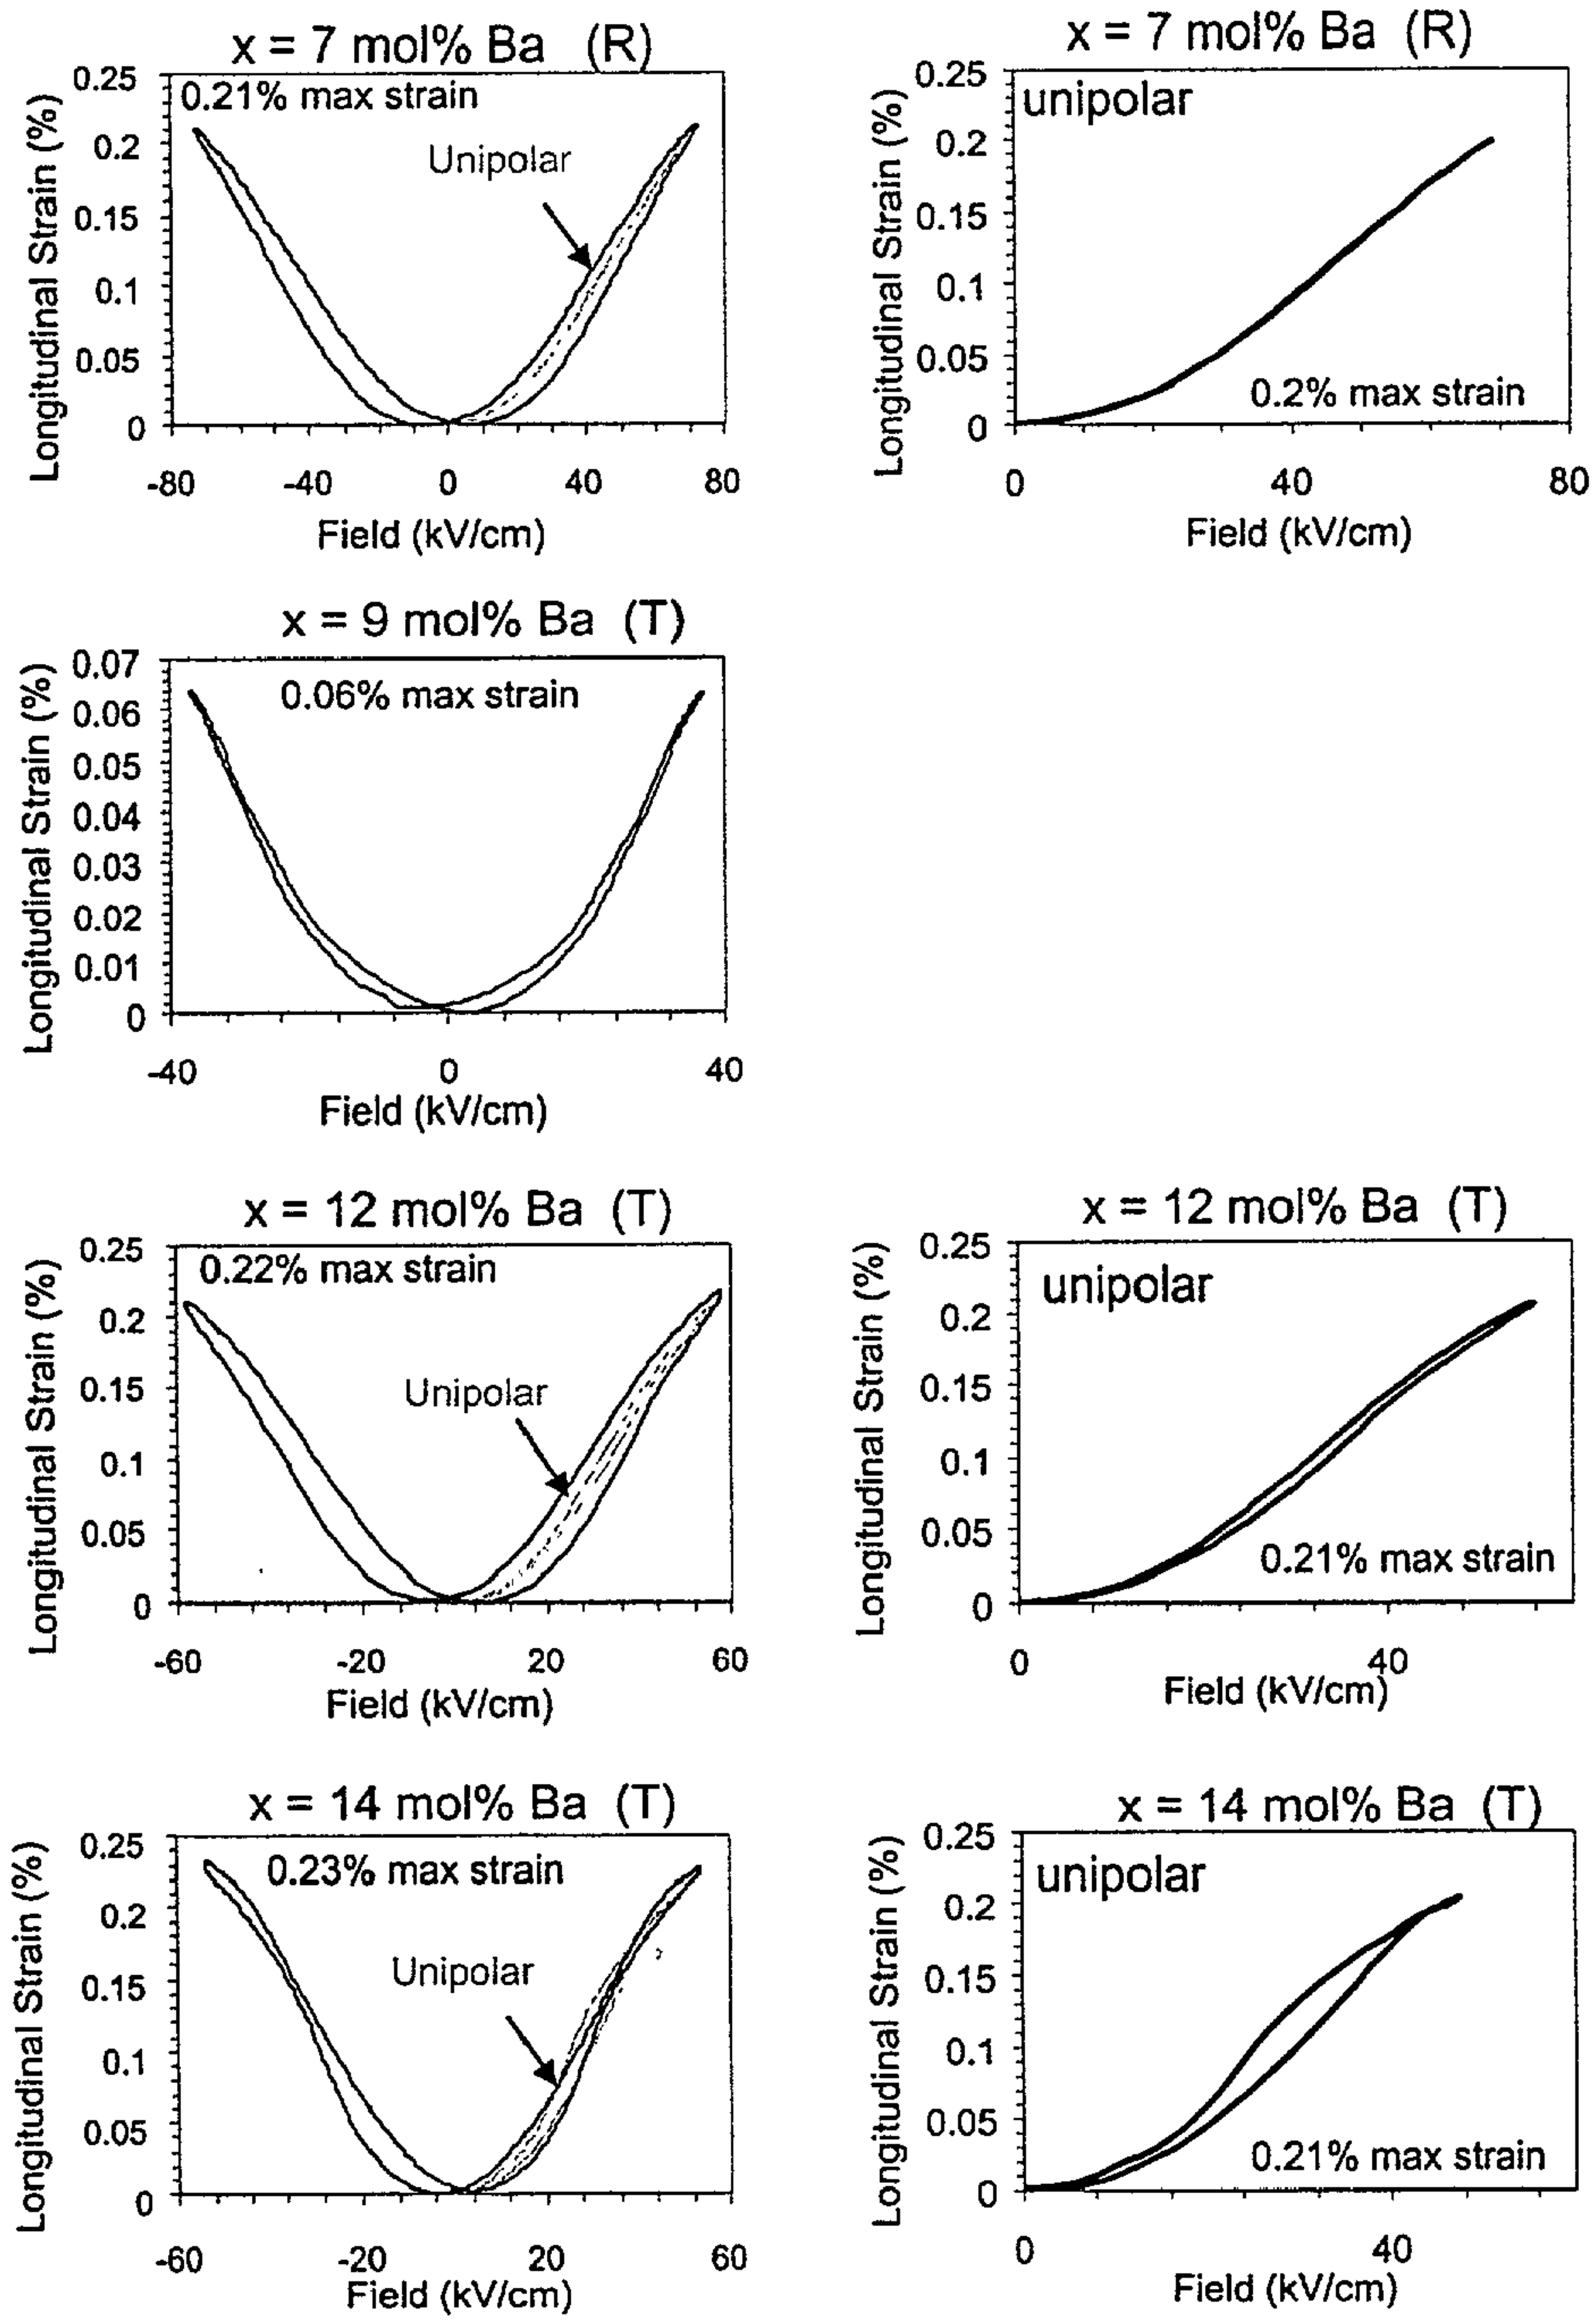 x = 7 mol% Ba (R)
0.21% max strain
Unipolar
Longitudinal Strain (%)
0.25
0.2
0.15
0.1
0.05
0
-80 -40 0 40 80
Field (kV/cm)
x = 7 mol% Ba (R)
unipolar
0.2% max strain
Longitudinal Strain (%)
0.25
0.2
0.15
0.1
0.05
0
0 40 80
Field (kV/cm)
x = 9 mol% Ba (T)
0.06% max strain
Longitudinal Strain (%)
0.07
0.06
0.05
0.04
0.03
0.02
0.01
0
-40 0 40
Field (kV/cm)
x = 12 mol% Ba (T)
0.22% max strain
Unipolar
Longitudinal Strain (%)
0.25
0.2
0.15
0.1
0.05
0
-60 -20 20 60
Field (kV/cm)
x = 12 mol% Ba (T)
unipolar
0.21% max strain
Longitudinal Strain (%)
0.25
0.2
0.15
0.1
0.05
0
0 40
Field (kV/cm)
x = 14 mol% Ba (T)
0.23% max strain
Unipolar
Longitudinal Strain (%)
0.25
0.2
0.15
0.1
0.05
0
-60 -20 20 60
Field (kV/cm)
x = 14 mol% Ba (T)
unipolar
0.21% max strain
Longitudinal Strain (%)
0.25
0.2
0.15
0.1
0.05
0
0 40
Field (kV/cm)